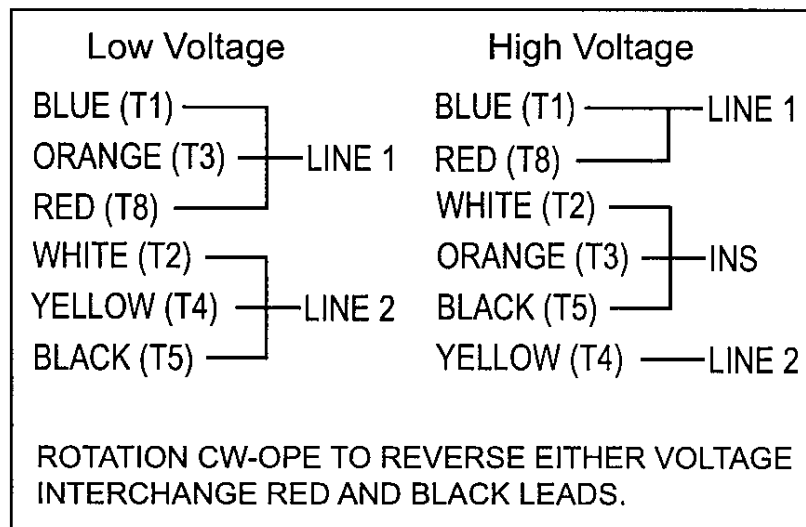 Low Voltage
BLUE (T1)
ORANGE (T3)
LINE 1
RED (T8)
WHITE (T2)
YELLOW (T4)
LINE 2
BLACK (T5)
High Voltage
BLUE (T1)
LINE 1
RED (T8)
WHITE (T2)
ORANGE (T3)
INS
BLACK (T5)
YELLOW (T4)
LINE 2
ROTATION CW-OPE TO REVERSE EITHER VOLTAGE
INTERCHANGE RED AND BLACK LEADS.